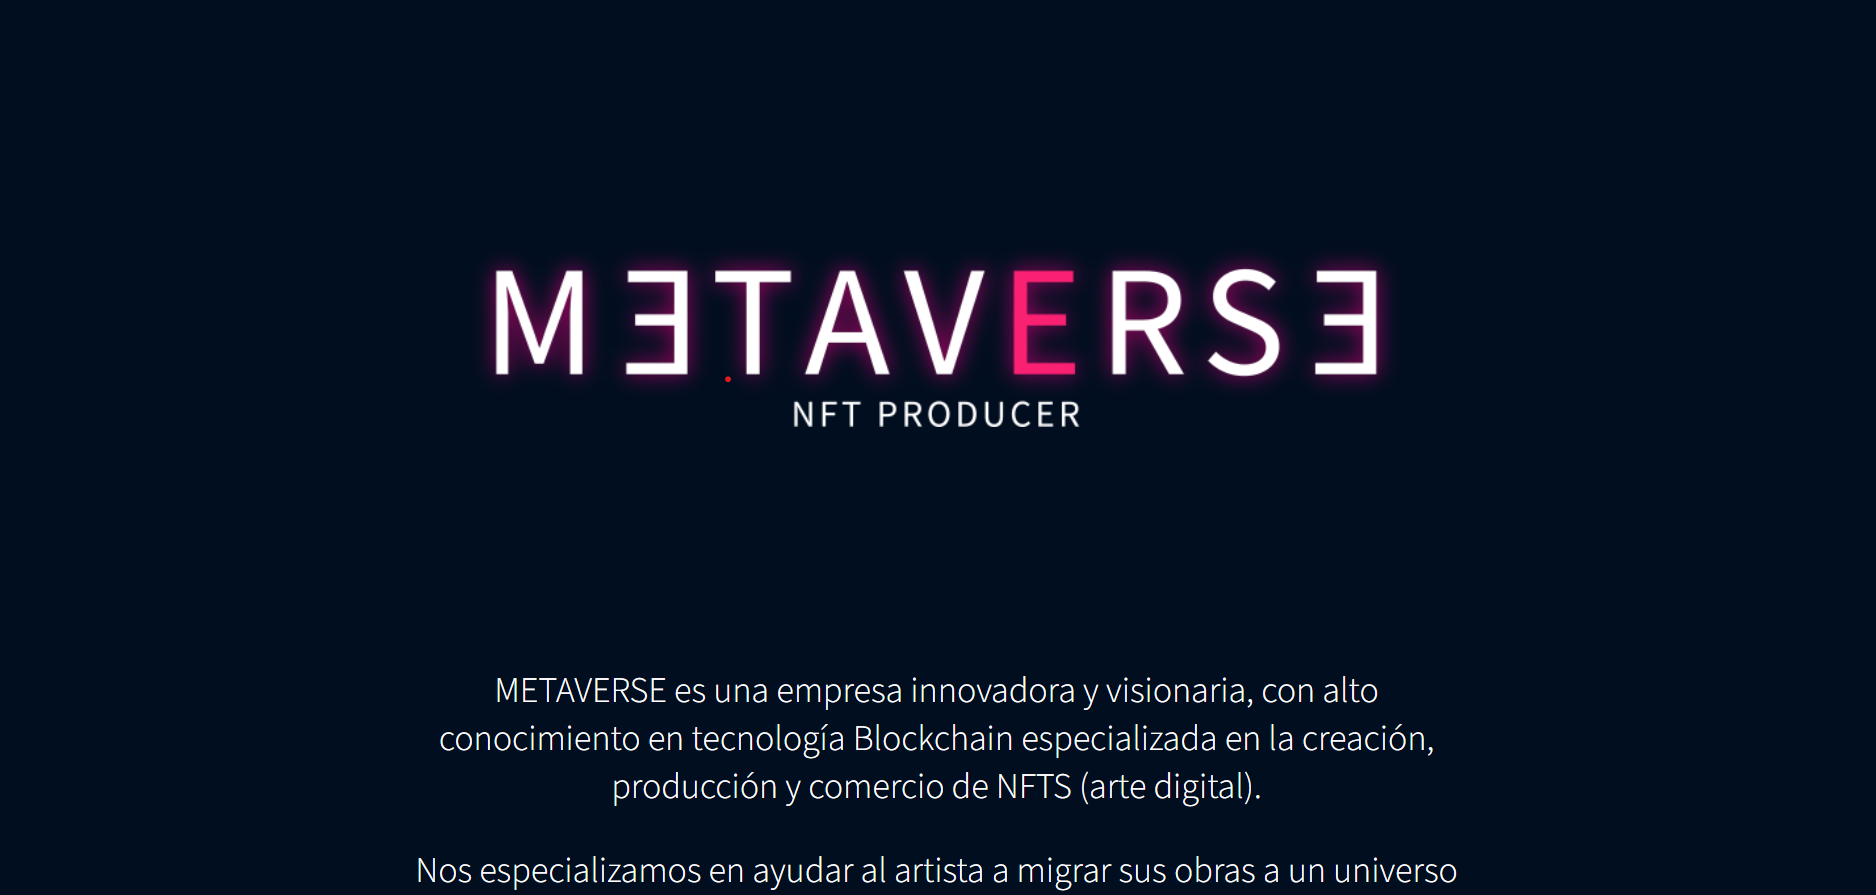 MƎTAVERSƎ
NFT PRODUCER
METAVERSE es una empresa innovadora y visionaria, con alto
conocimiento en tecnología Blockchain especializada en la creación,
producción y comercio de NFTS (arte digital).
Nos especializamos en ayudar al artista a migrar sus obras a un universo